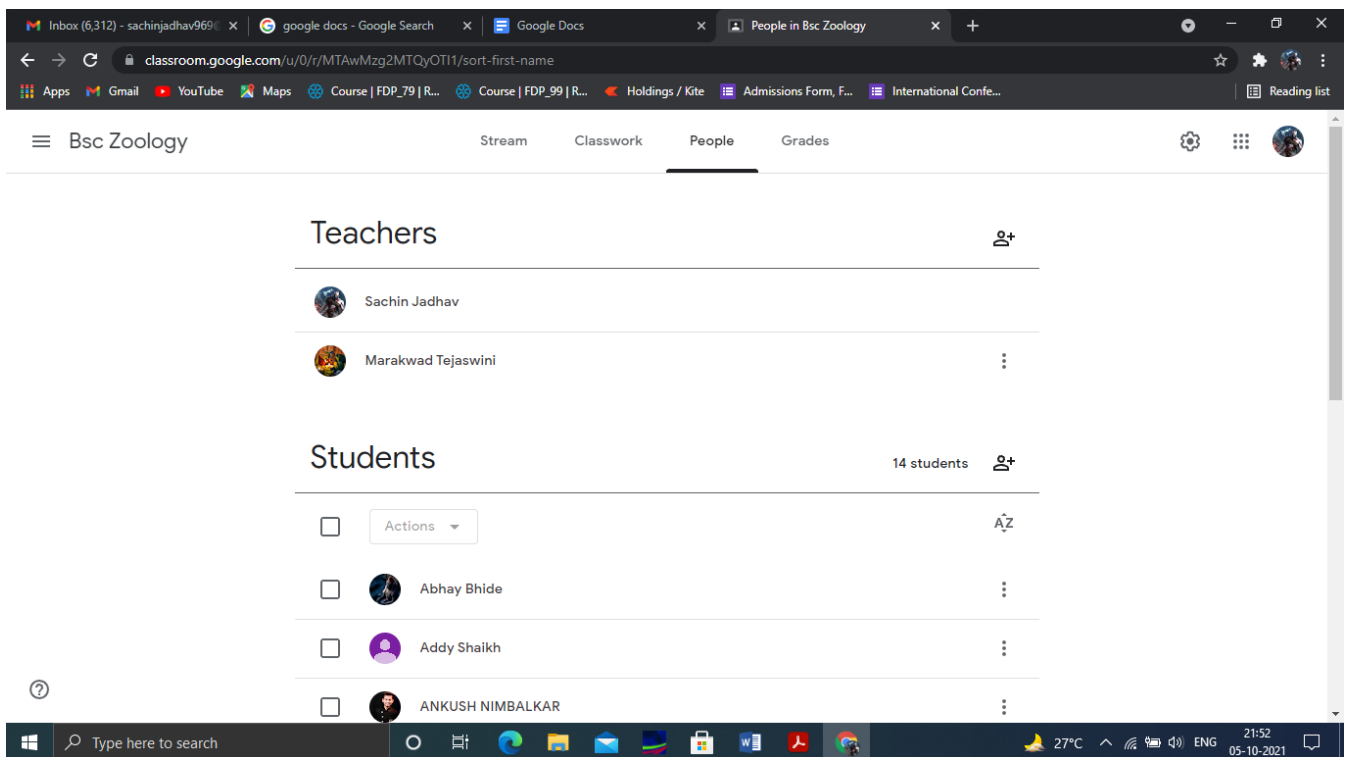 Inbox (6,312) - sachinjadhav969
google docs - Google Search
Google Docs
People in Bsc Zoology
classroom.google.com/u/0/r/MTAwMzg2MTQyOTI1/sort-first-name
Apps Gmail YouTube Maps Course | FDP_79 | R... Course | FDP_99 | R... Holdings / Kite Admissions Form, F... International Confe... Reading list
Bsc Zoology Stream Classwork People Grades
Teachers
Sachin Jadhav
Marakwad Tejaswini
Students 14 students
Actions AZ
Abhay Bhide
Addy Shaikh
ANKUSH NIMBALKAR
Type here to search 27°C ENG 21:52
05-10-2021